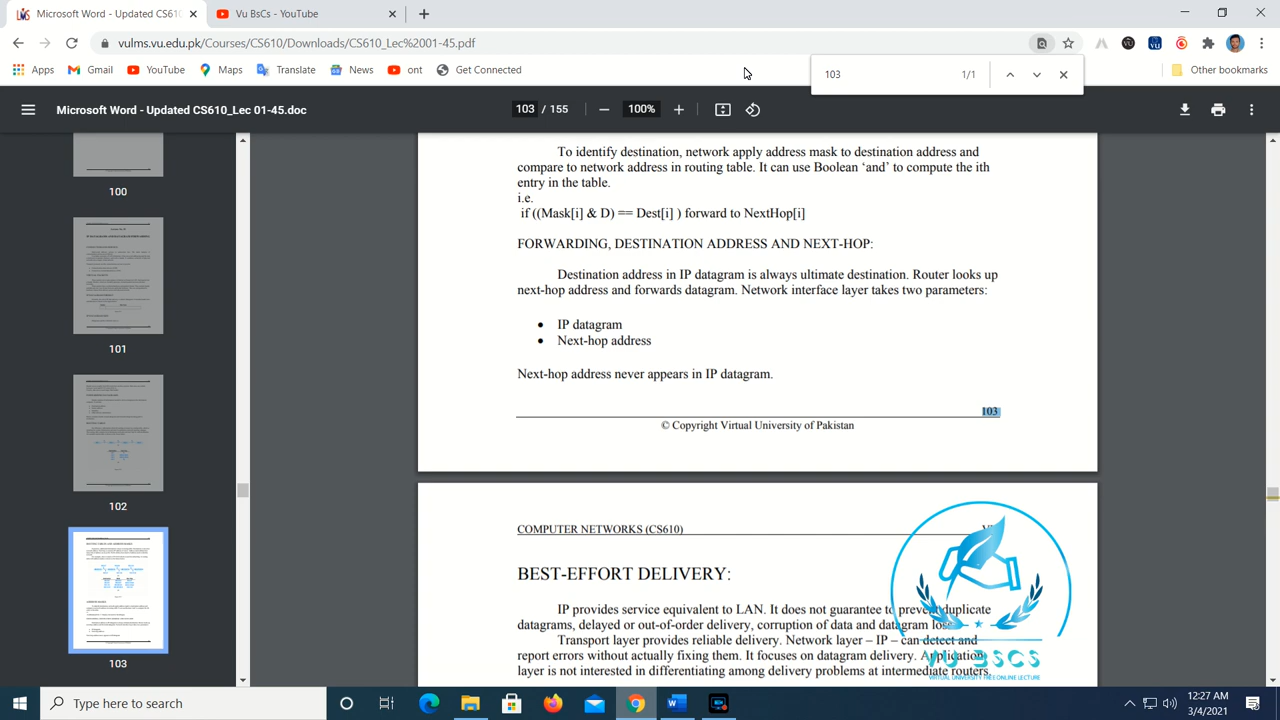 Microsoft Word - Updated CS610
Vu BsCs - YouTube
vulms.vu.edu.pk/Courses/CS610/Downloads/CS610_Lec%2001-45.pdf
Apps
Gmail
YouTube
Maps
Translate
News
ont
Get Connected
Other bookmarks
103
1/1
Microsoft Word - Updated CS610_Lec 01-45.doc
103 / 155
100%
100
101
102
103
To identify destination, network apply address mask to destination address and
compare to network address in routing table. It can use Boolean ‘and’ to compute the ith
entry in the table.
i.e.
if ((Mask[i] & D) == Dest[i] ) forward to NextHop[i]
FORWARDING, DESTINATION ADDRESS AND NEXT-HOP:
Destination address in IP datagram is always ultimate destination. Router looks up
next-hop address and forwards datagram. Network interface layer takes two parameters:
• IP datagram
• Next-hop address
Next-hop address never appears in IP datagram.
103
© Copyright Virtual University of Pakistan
COMPUTER NETWORKS (CS610)
BEST-EFFORT DELIVERY:
IP provides service equivalent to LAN. It does not guarantee to prevent duplicate
datagrams, delayed or out-of-order delivery, corruption of data and datagram loss.
Transport layer provides reliable delivery. Network layer – IP – can detect and
report errors without actually fixing them. It focuses on datagram delivery. Application
layer is not interested in differentiating among delivery problems at intermediate routers.
VU BSCS
VIRTUAL UNIVERSITY FREE ONLINE LECTURE
Type here to search
12:27 AM
3/4/2021